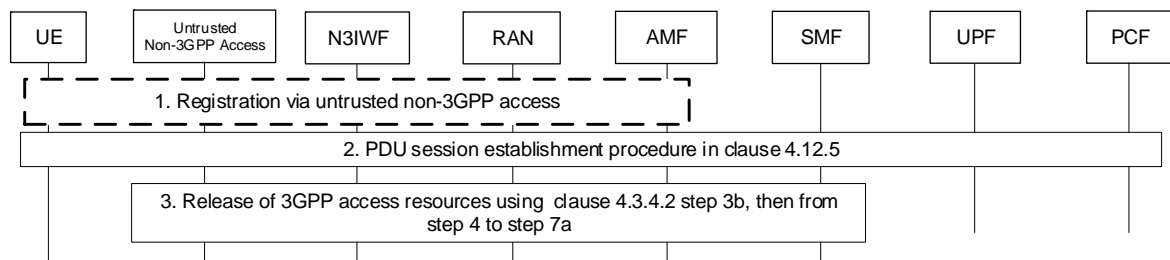 UE
Untrusted
Non-3GPP Access
N3IWF
RAN
AMF
SMF
UPF
PCF
1. Registration via untrusted non-3GPP access
2. PDU session establishment procedure in clause 4.12.5
3. Release of 3GPP access resources using clause 4.3.4.2 step 3b, then from
step 4 to step 7a